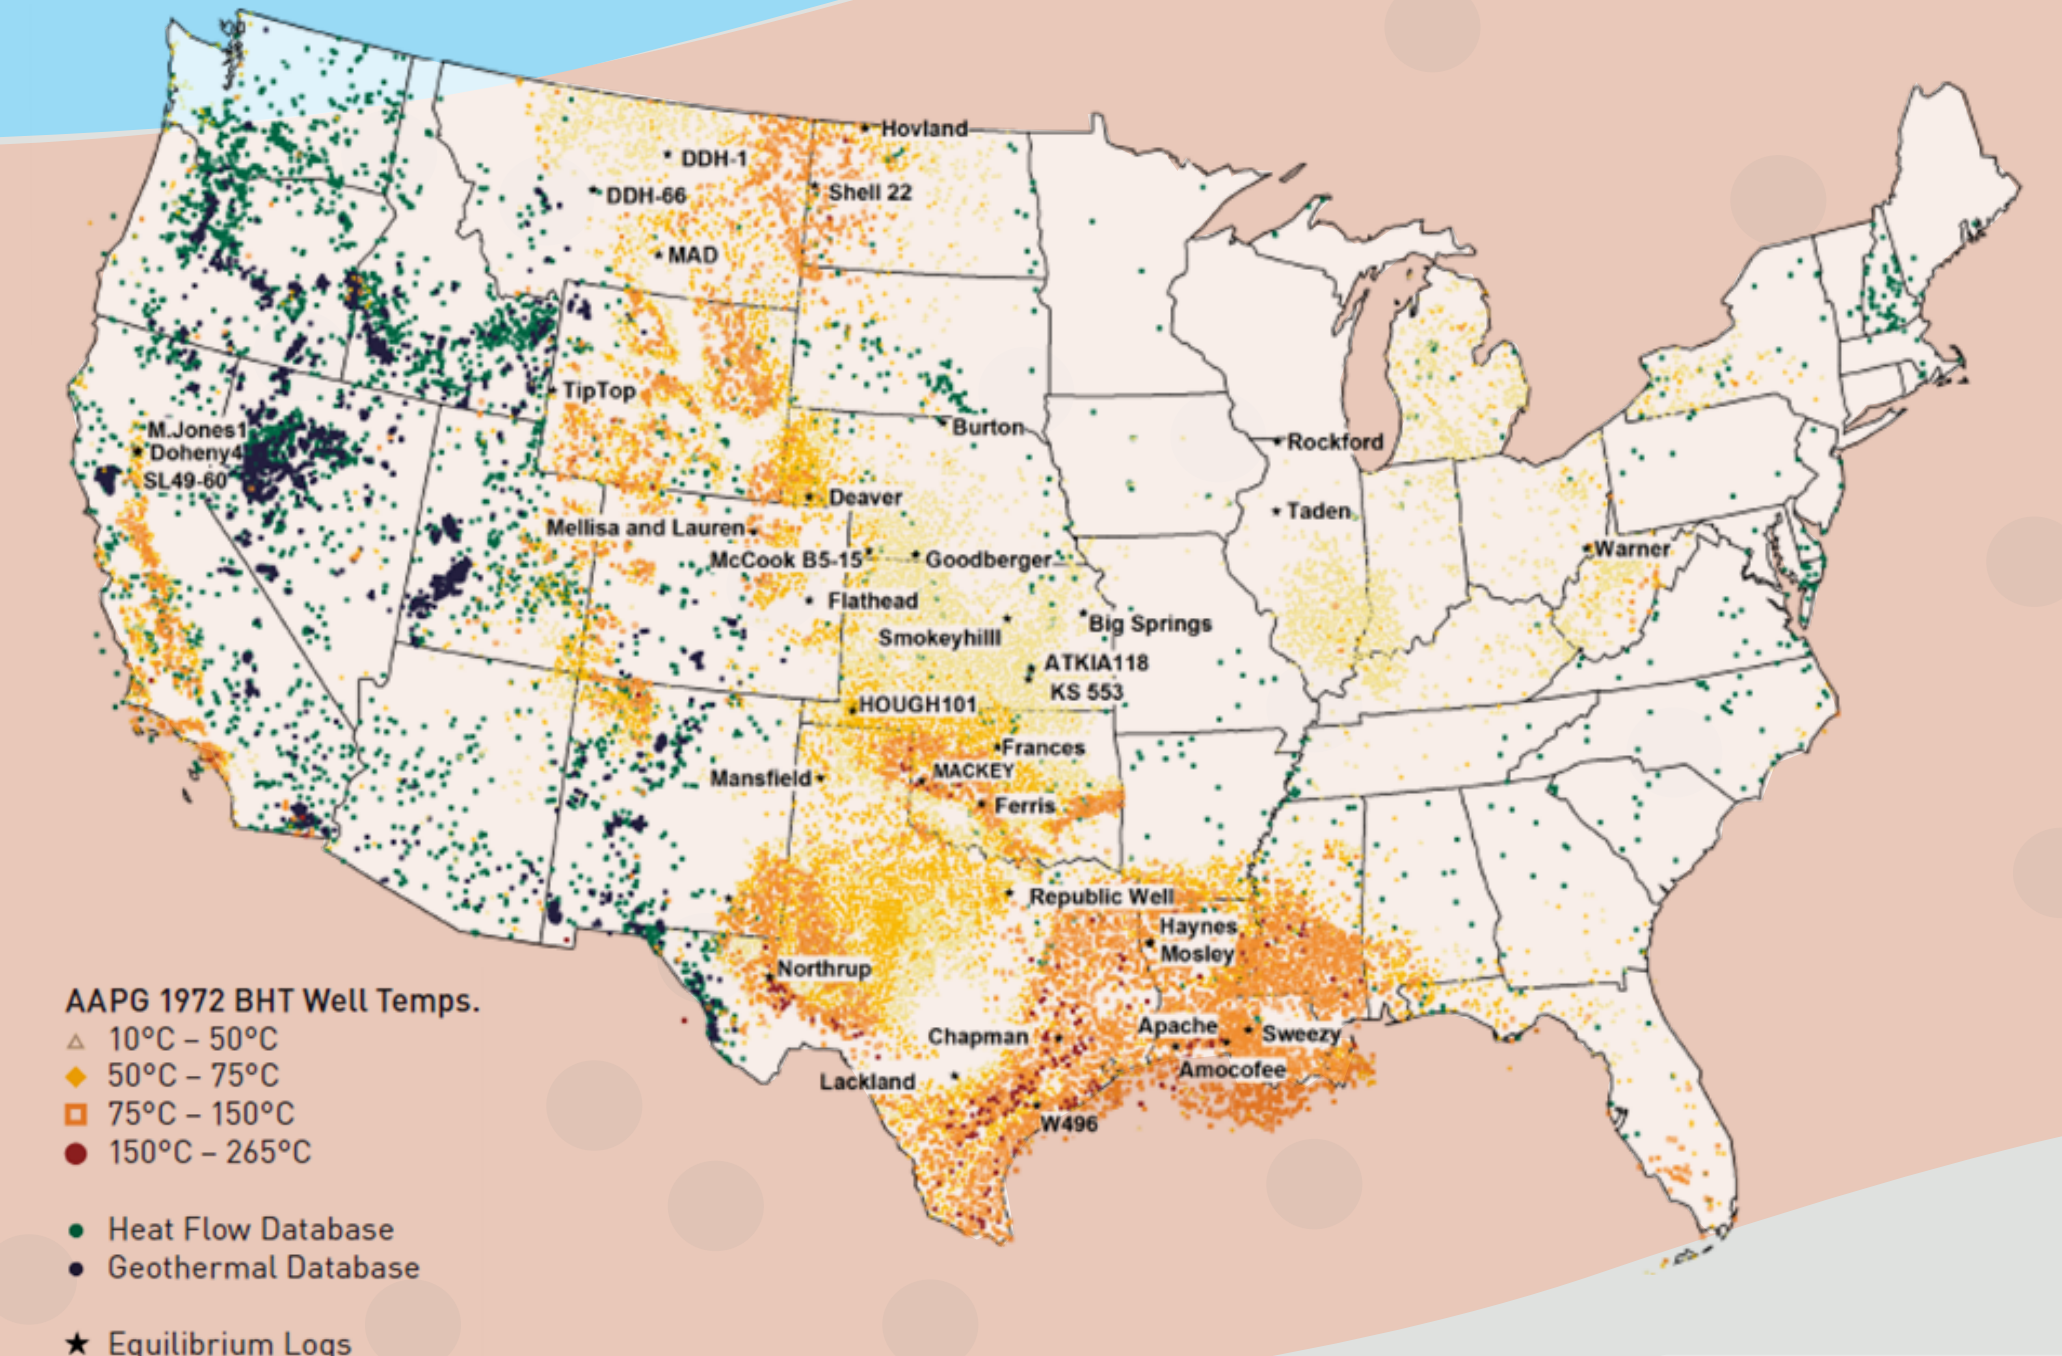 Hovland
DDH-1
DDH-66
Shell 22
MAD
TipTop
Burton
M.Jones1
Doheny4
SL49-60
Rockford
Deaver
Taden
Mellisa and Lauren
McCook B5-15
Goodberger
Warner
Flathead
Smokeyhilll
Big Springs
ATKIA118
KS 553
HOUGH101
Frances
MACKEY
Mansfield
Ferris
Republic Well
Haynes
Mosley
Northrup
Chapman
Apache
Sweezy
Amocofee
Lackland
W496
AAPG 1972 BHT Well Temps.
10°C – 50°C
50°C – 75°C
75°C – 150°C
150°C – 265°C
Heat Flow Database
Geothermal Database
Equilibrium Logs